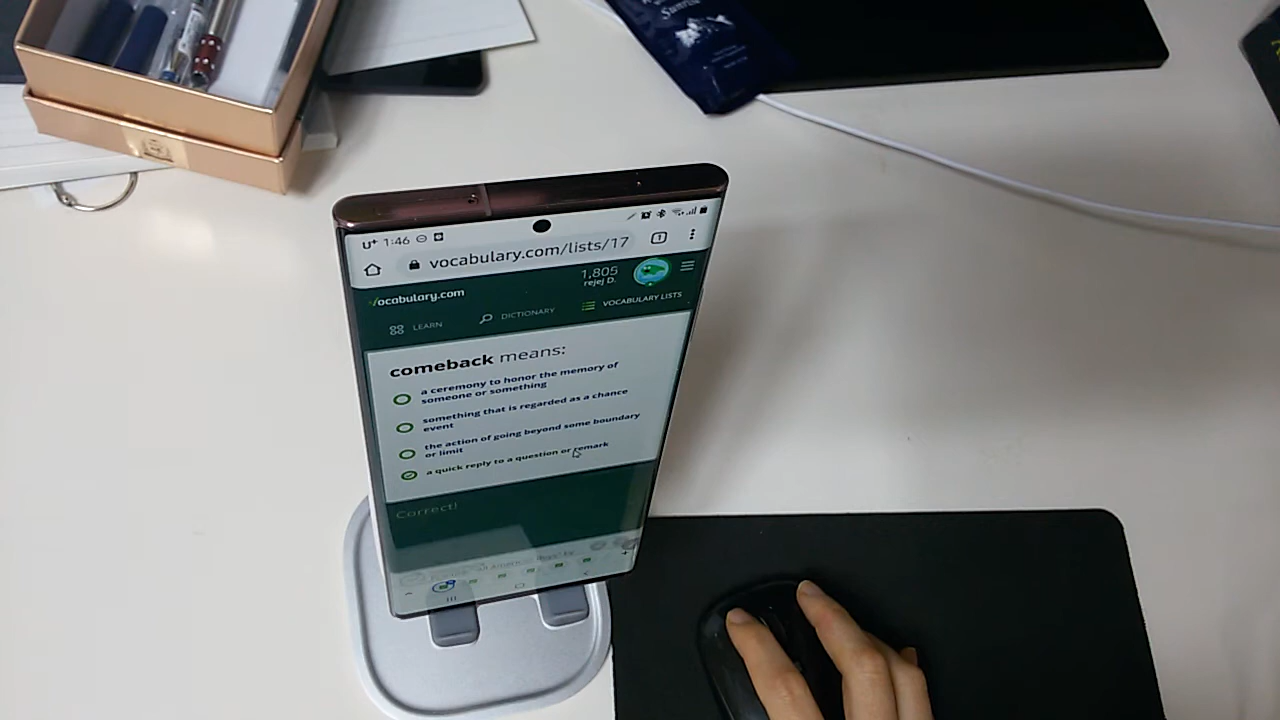 Sunrise
U+ 1:46
vocabulary.com/lists/17
1
1,805
rejej D.
Vocabulary.com
LEARN
DICTIONARY
VOCABULARY LISTS
comeback means:
a ceremony to honor the memory of
someone or something
something that is regarded as a chance
event
the action of going beyond some boundary
or limit
a quick reply to a question or remark
Correct!